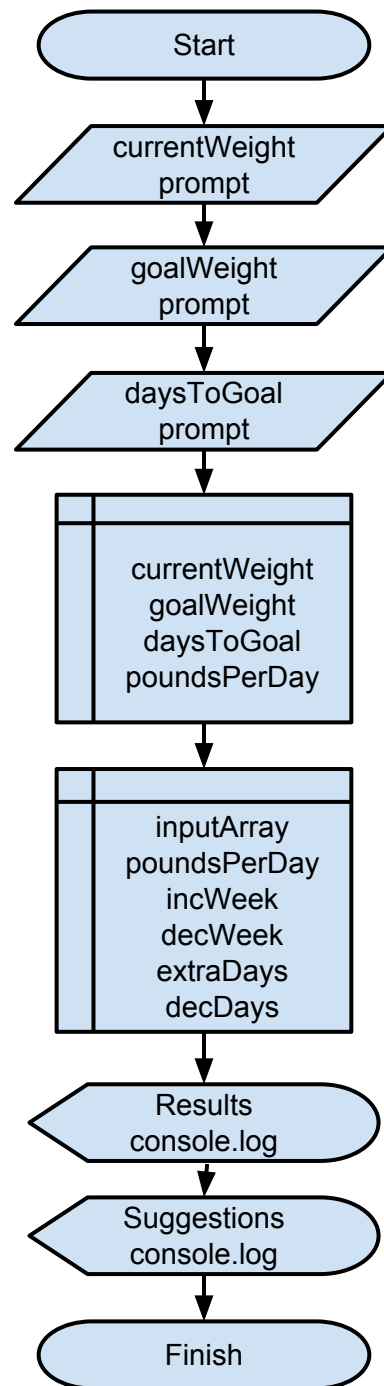 Start
currentWeight
prompt
goalWeight
prompt
daysToGoal
prompt
currentWeight
goalWeight
daysToGoal
poundsPerDay
inputArray
poundsPerDay
incWeek
decWeek
extraDays
decDays
Results
console.log
Suggestions
console.log
Finish